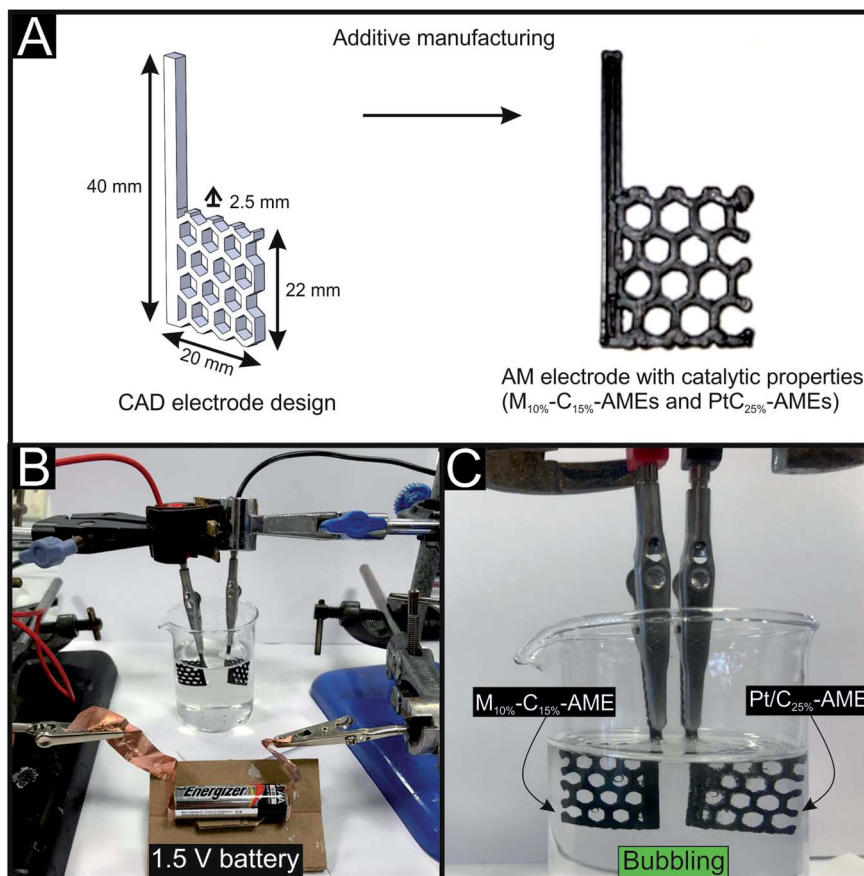 A
Additive manufacturing
40 mm
2.5 mm
22 mm
20 mm
CAD electrode design
AM electrode with catalytic properties
(M10%-C15%-AMEs and PtC25%-AMEs)
B
Energizer
AA
1.5 V battery
C
M10%-C15%-AME
Pt/C25%-AME
Bubbling